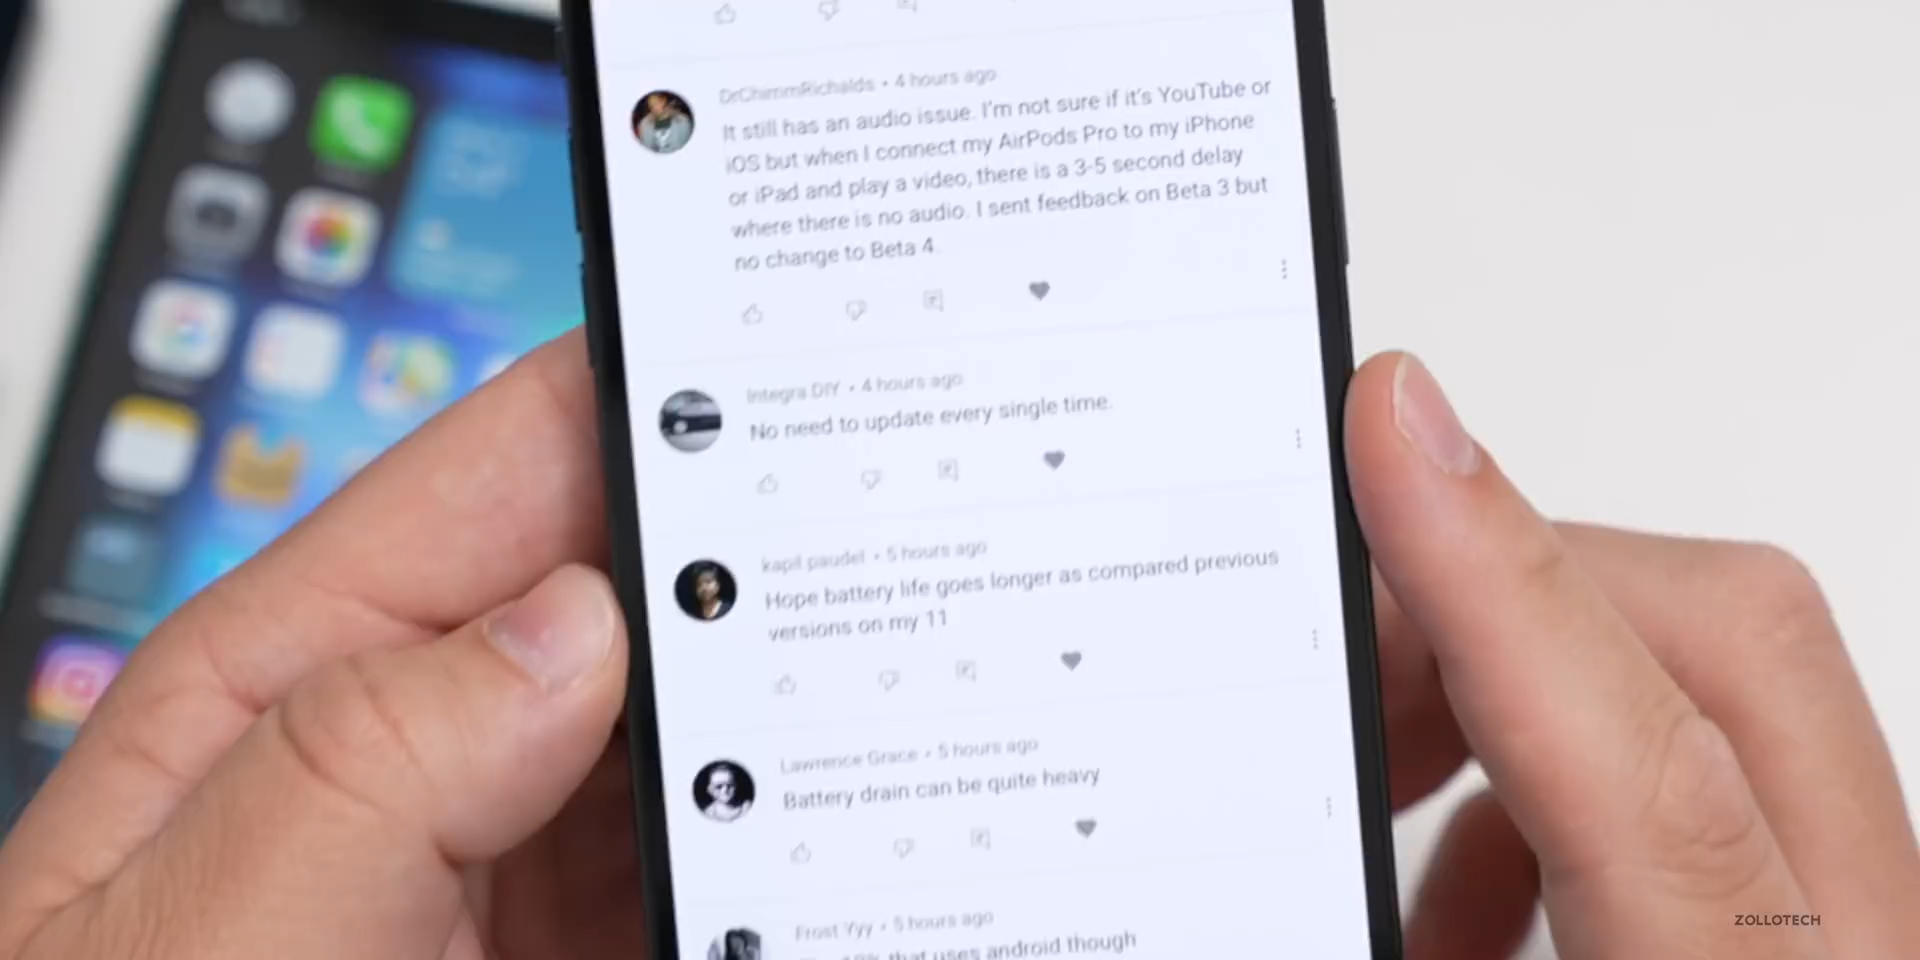 DrChimmRichalds • 4 hours ago
It still has an audio issue. I'm not sure if it's YouTube or
iOS but when I connect my AirPods Pro to my iPhone
or iPad and play a video, there is a 3-5 second delay
where there is no audio. I sent feedback on Beta 3 but
no change to Beta 4.
Integra DIY • 4 hours ago
No need to update every single time.
kapil paudel • 5 hours ago
Hope battery life goes longer as compared previous
versions on my 11
Lawrence Grace • 5 hours ago
Battery drain can be quite heavy
Frost Yyy • 5 hours ago
that uses android though
ZOLLOTECH